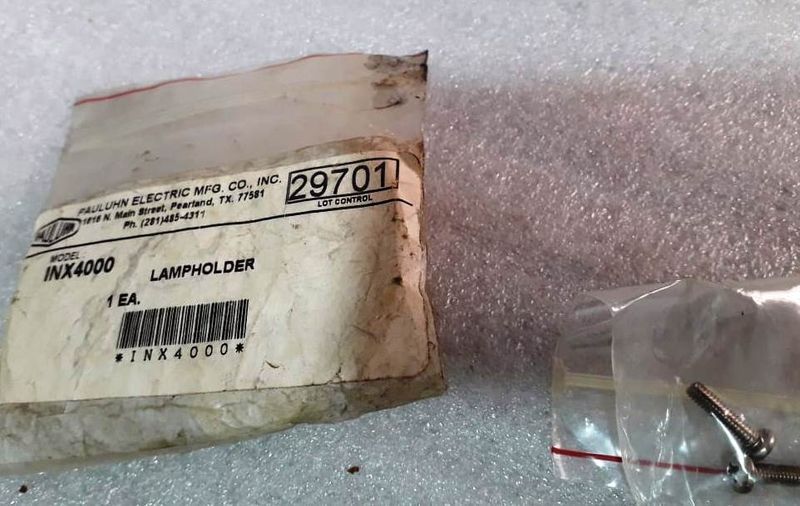 PAULUHN ELECTRIC MFG. CO., INC.
1616 N. Main Street, Pearland, TX. 77581
Ph. (281)485-4311
29701
LOT CONTROL
PAULUHN
MODEL
INX4000 LAMPHOLDER
1 EA.
*INX4000*